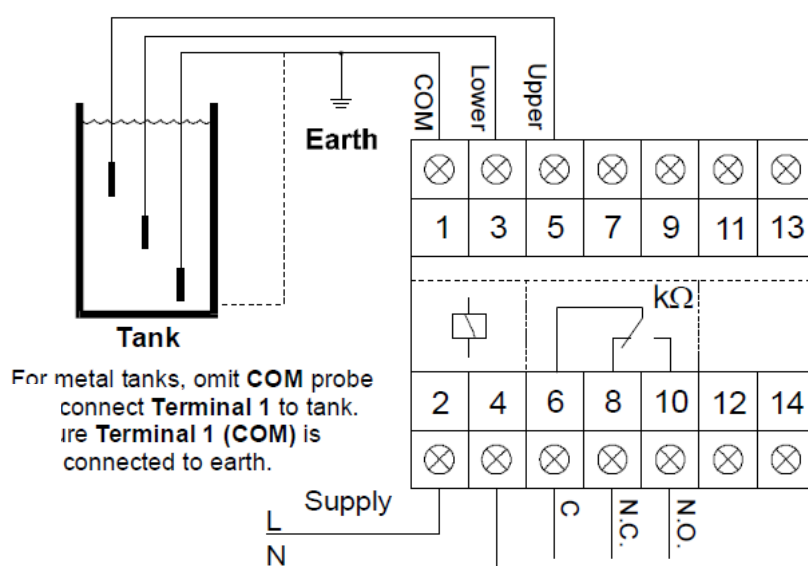 COM
Lower
Upper
Earth
1 3 5 7 9 11 13
kΩ
Tank
For metal tanks, omit COM probe
connect Terminal 1 to tank.
Terminal 1 (COM) is
connected to earth.
2 4 6 8 10 12 14
Supply
L
N
C
N.C.
N.O.